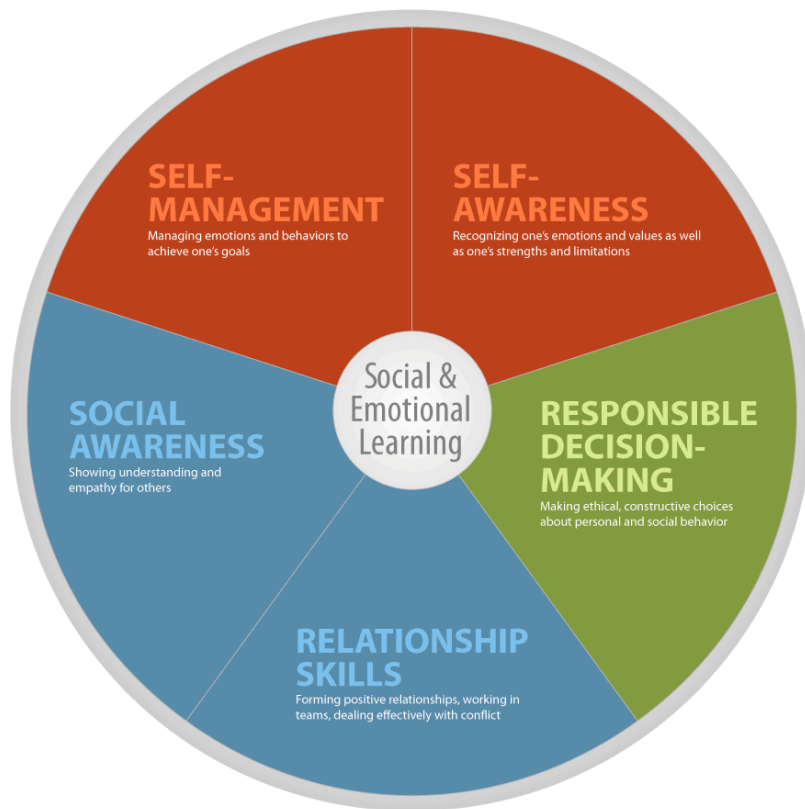 SELF-
MANAGEMENT
Managing emotions and behaviors to
achieve one's goals
SELF-
AWARENESS
Recognizing one's emotions and values as well
as one's strengths and limitations
SOCIAL
AWARENESS
Showing understanding and
empathy for others
Social &
Emotional
Learning
RESPONSIBLE
DECISION-
MAKING
Making ethical, constructive choices
about personal and social behavior
RELATIONSHIP
SKILLS
Forming positive relationships, working in
teams, dealing effectively with conflict